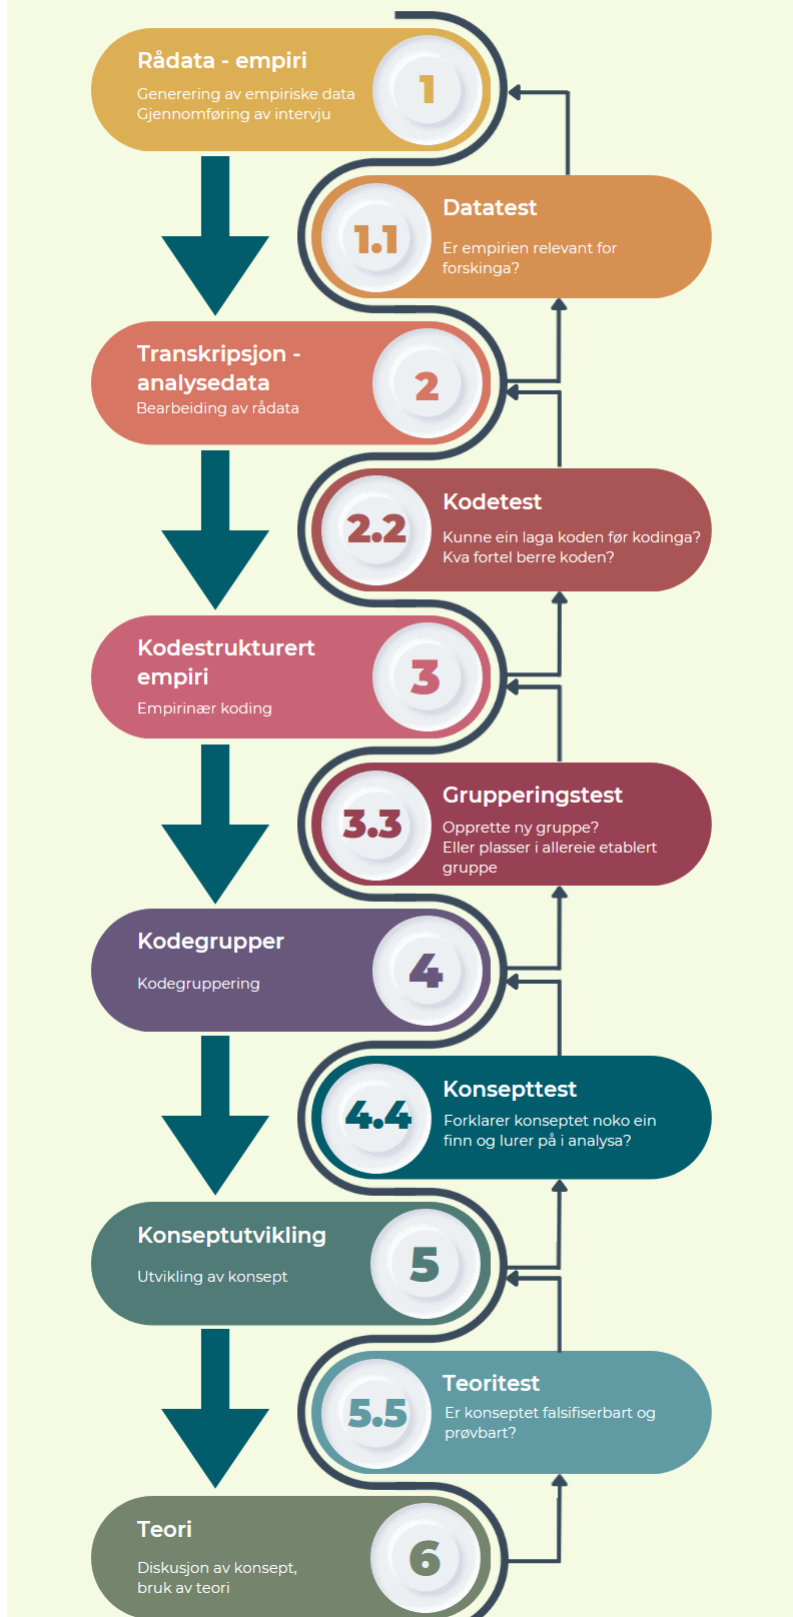 Rådata - empiri
Generering av empiriske data
Gjennomføring av intervju
1
1.1
Datatest
Er empirien relevant for
forskinga?
Transkripsjon -
analysedata
Bearbeiding av rådata
2
2.2
Kodetest
Kunne ein laga koden før kodinga?
Kva fortel berre koden?
Kodestrukturert
empiri
Empirinær koding
3
3.3
Grupperingstest
Opprette ny gruppe?
Eller plasser i allereie etablert
gruppe
Kodegrupper
Kodegruppering
4
4.4
Konsepttest
Forklarer konseptet noko ein
finn og lurer på i analysa?
Konseptutvikling
Utvikling av konsept
5
5.5
Teoritest
Er konseptet falsifiserbart og
prøvbart?
Teori
Diskusjon av konsept,
bruk av teori
6